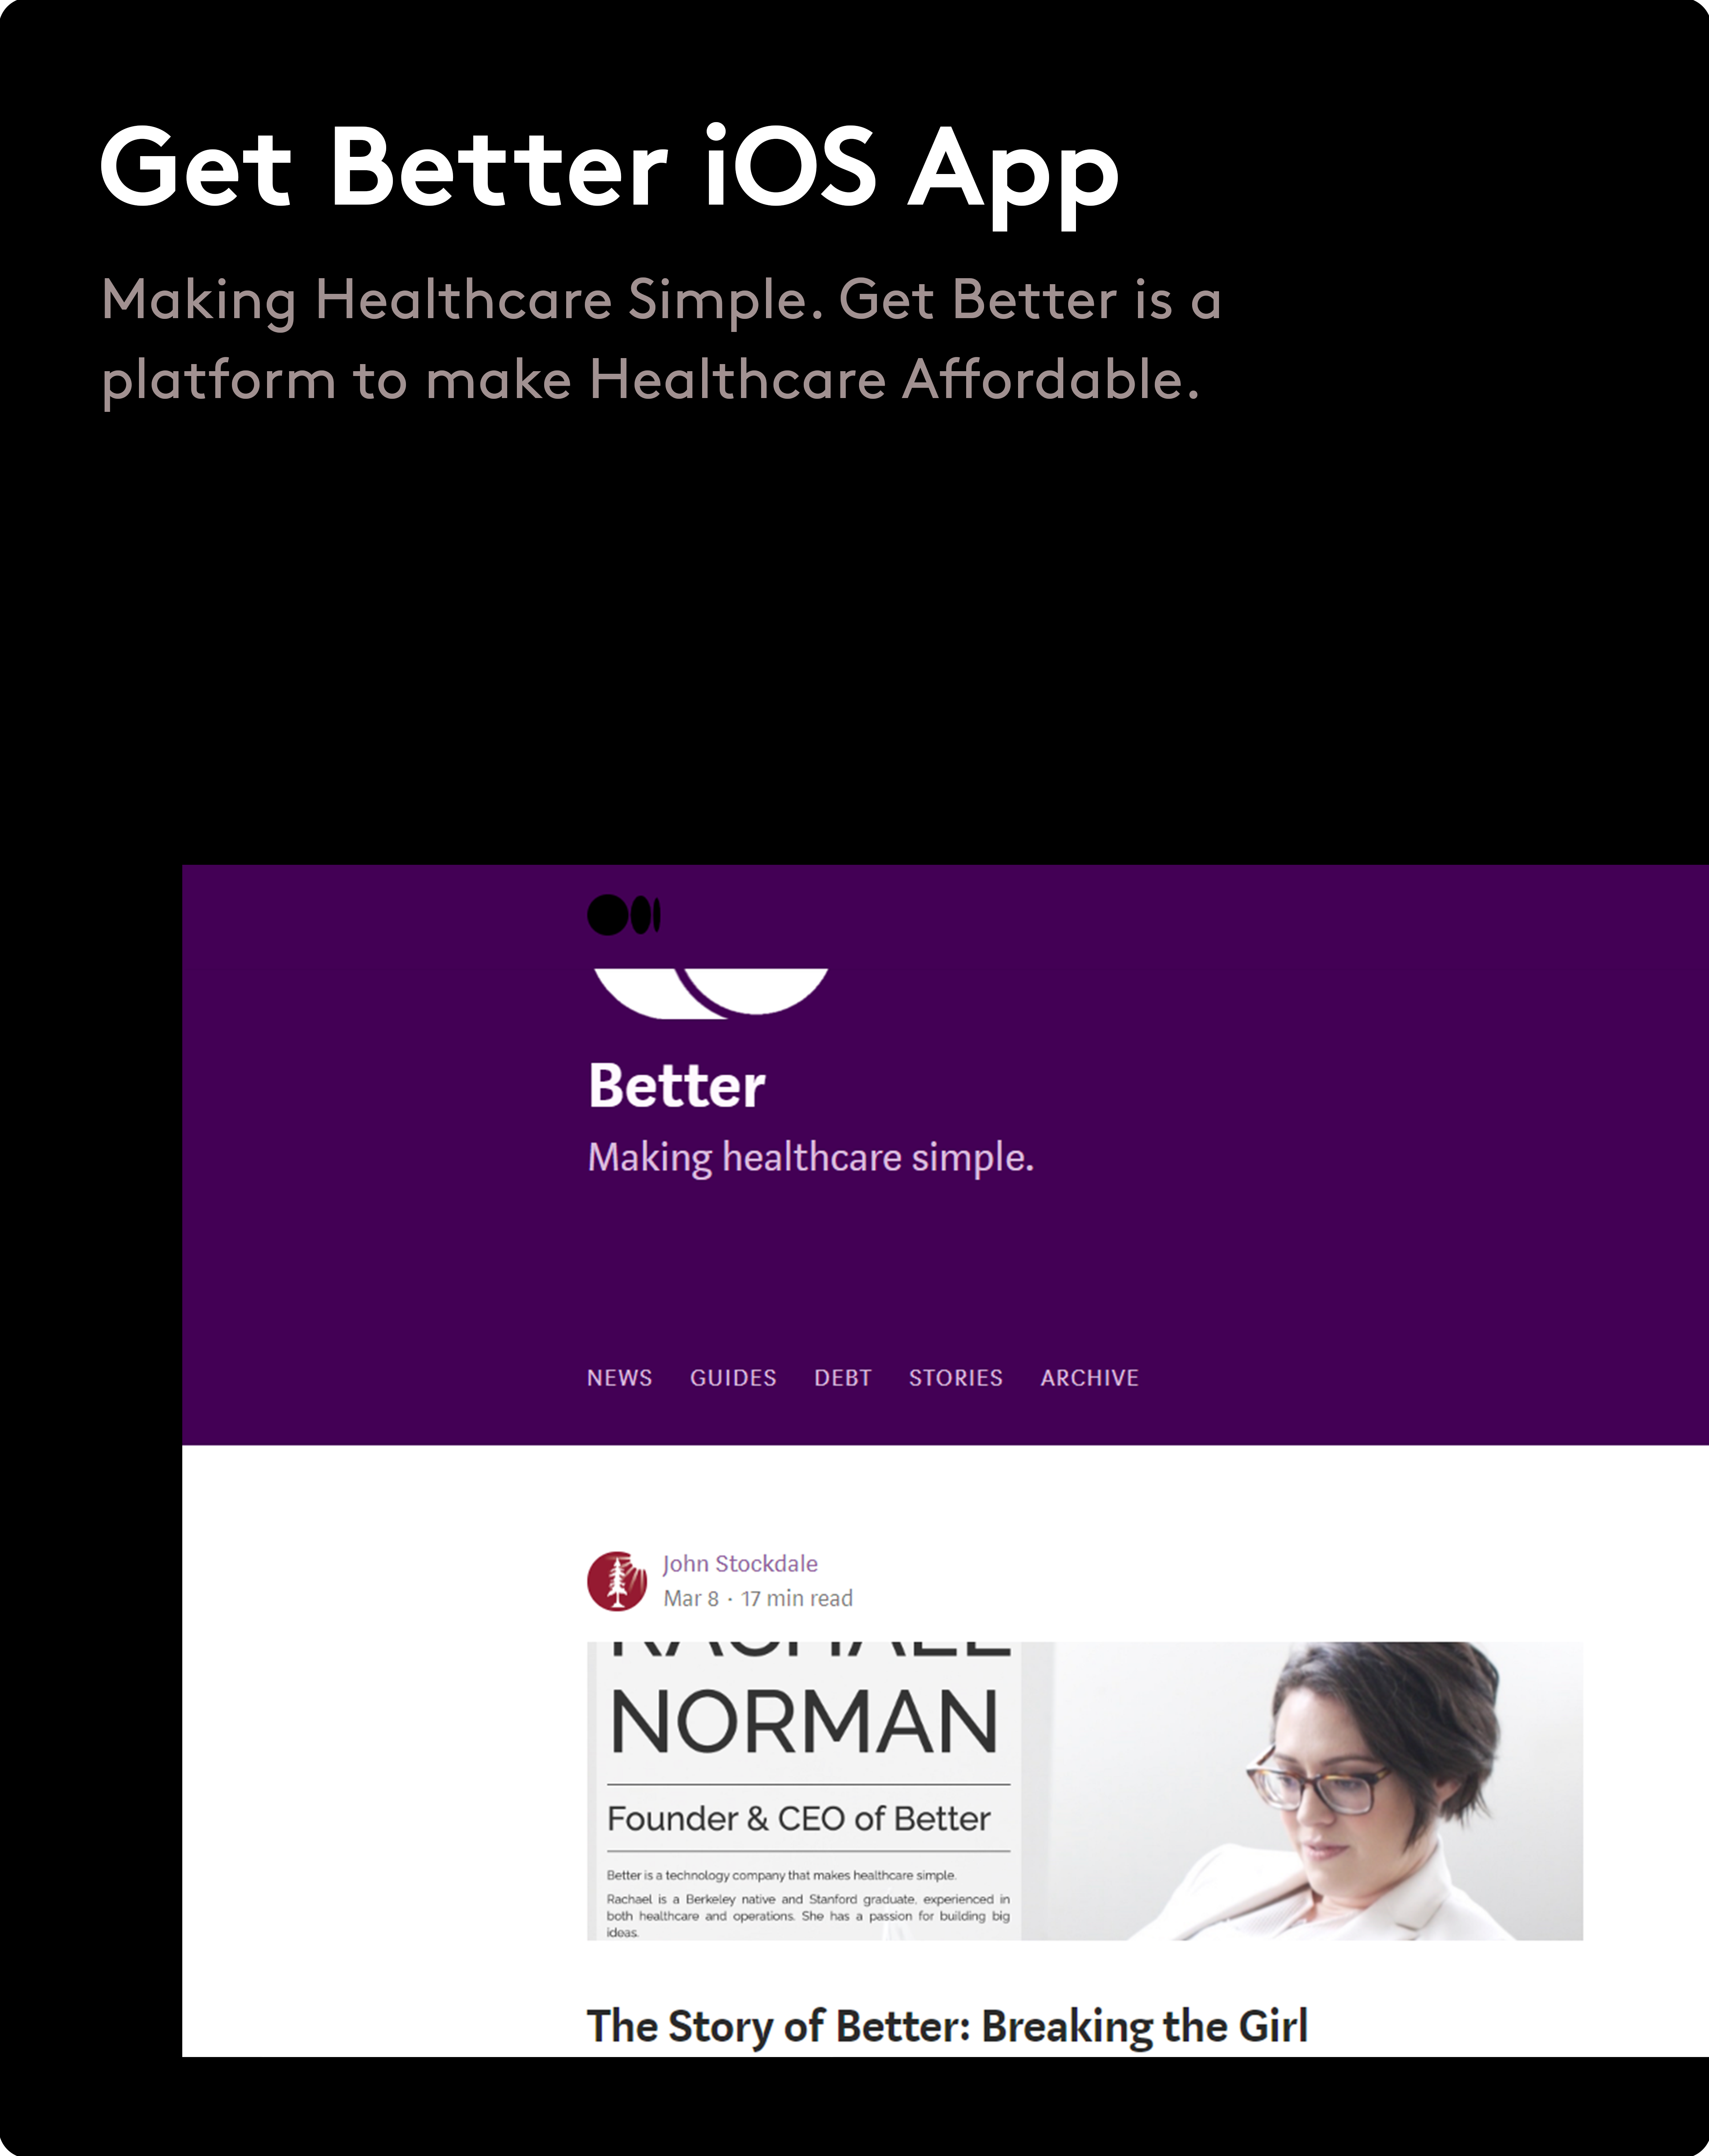 Get Better iOS App
Making Healthcare Simple. Get Better is a
platform to make Healthcare Affordable.
Better
Making healthcare simple.
NEWS GUIDES DEBT STORIES ARCHIVE
John Stockdale
Mar 8 · 17 min read
RACHAEL
NORMAN
Founder & CEO of Better
Better is a technology company that makes healthcare simple.
Rachael is a Berkeley native and Stanford graduate, experienced in
both healthcare and operations. She has a passion for building big
ideas.
The Story of Better: Breaking the Girl